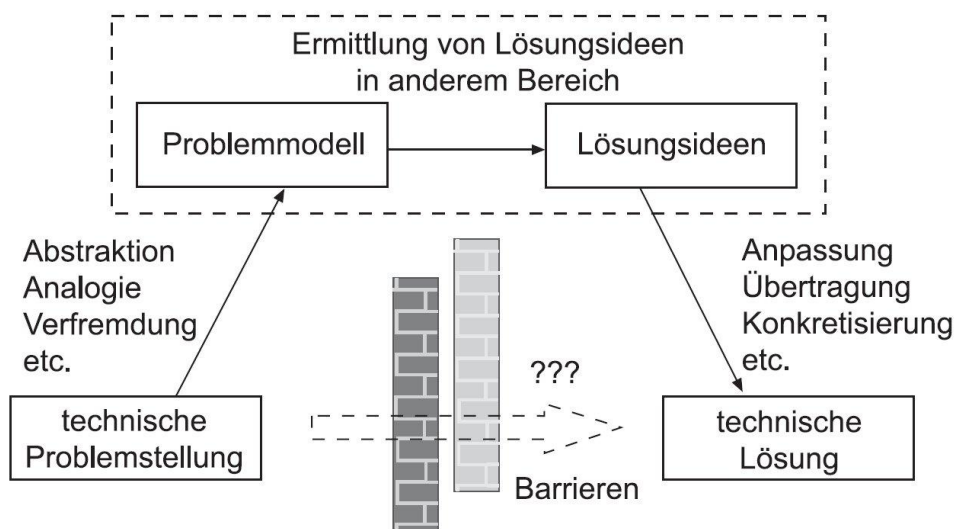 Ermittlung von Lösungsideen
in anderem Bereich
Problemmodell
Lösungsideen
Abstraktion
Analogie
Verfremdung
etc.
Anpassung
Übertragung
Konkretisierung
etc.
???
technische
Problemstellung
technische
Lösung
Barrieren